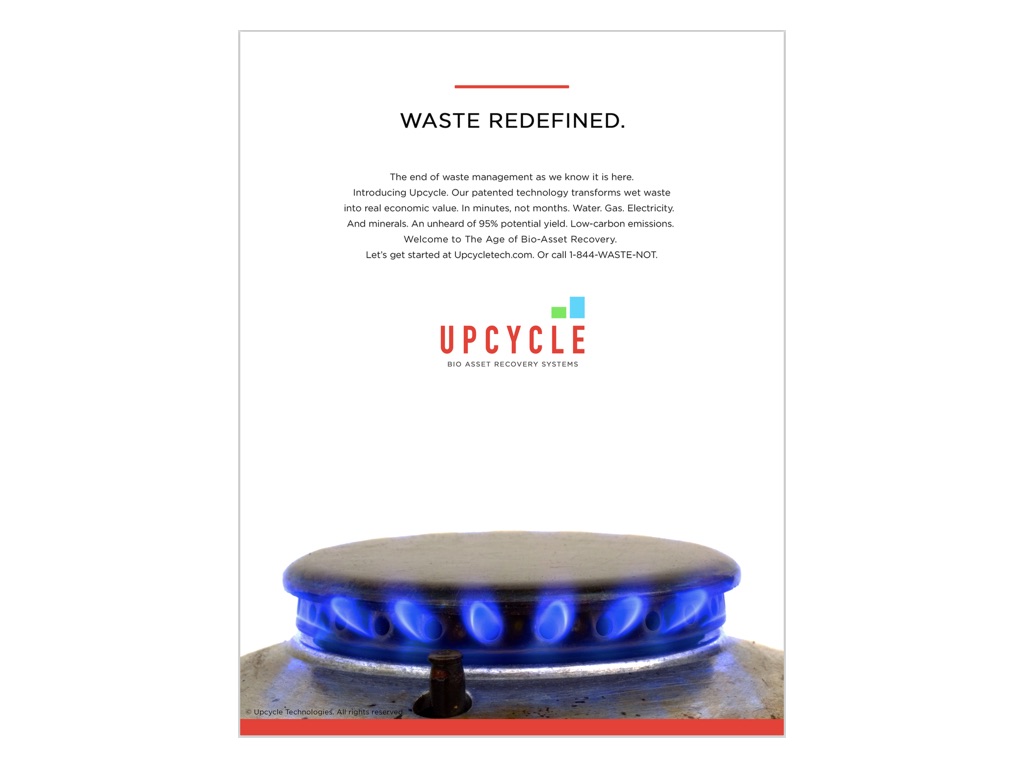 WASTE REDEFINED.
The end of waste management as we know it is here.
Introducing Upcycle. Our patented technology transforms wet waste
into real economic value. In minutes, not months. Water. Gas. Electricity.
And minerals. An unheard of 95% potential yield. Low-carbon emissions.
Welcome to The Age of Bio-Asset Recovery.
Let's get started at Upcycletech.com. Or call 1-844-WASTE-NOT.
UPCYCLE
BIO ASSET RECOVERY SYSTEMS
© Upcycle Technologies. All rights reserved.